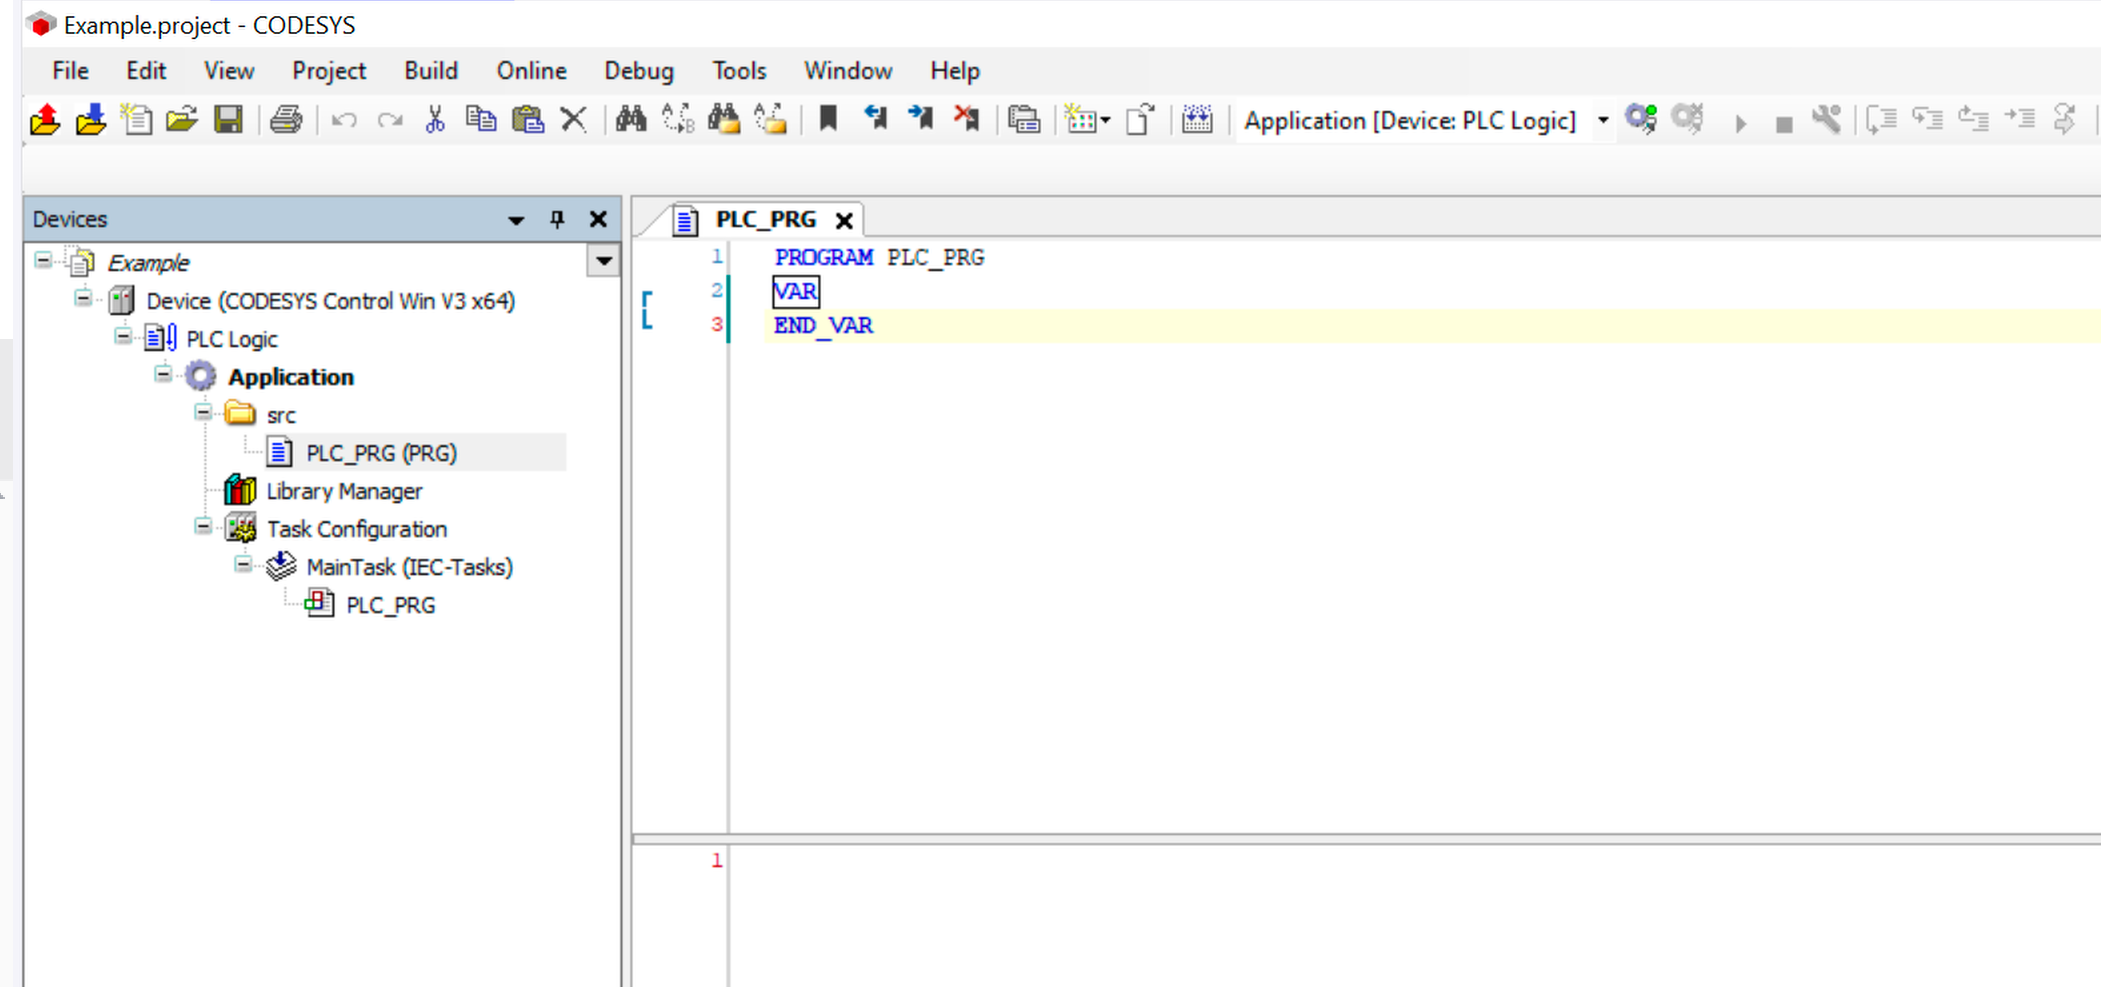 Example.project - CODESYS
File Edit View Project Build Online Debug Tools Window Help
Application [Device: PLC Logic]
Devices
Example
Device (CODESYS Control Win V3 x64)
PLC Logic
Application
src
PLC_PRG (PRG)
Library Manager
Task Configuration
MainTask (IEC-Tasks)
PLC_PRG
PLC_PRG
1 PROGRAM PLC_PRG
2 VAR
3 END_VAR
1